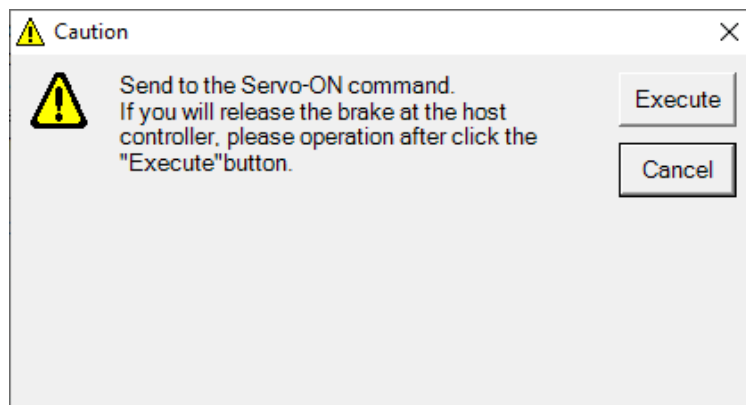 Caution
Send to the Servo-ON command.
If you will release the brake at the host
controller, please operation after click the
"Execute"button.
Execute
Cancel